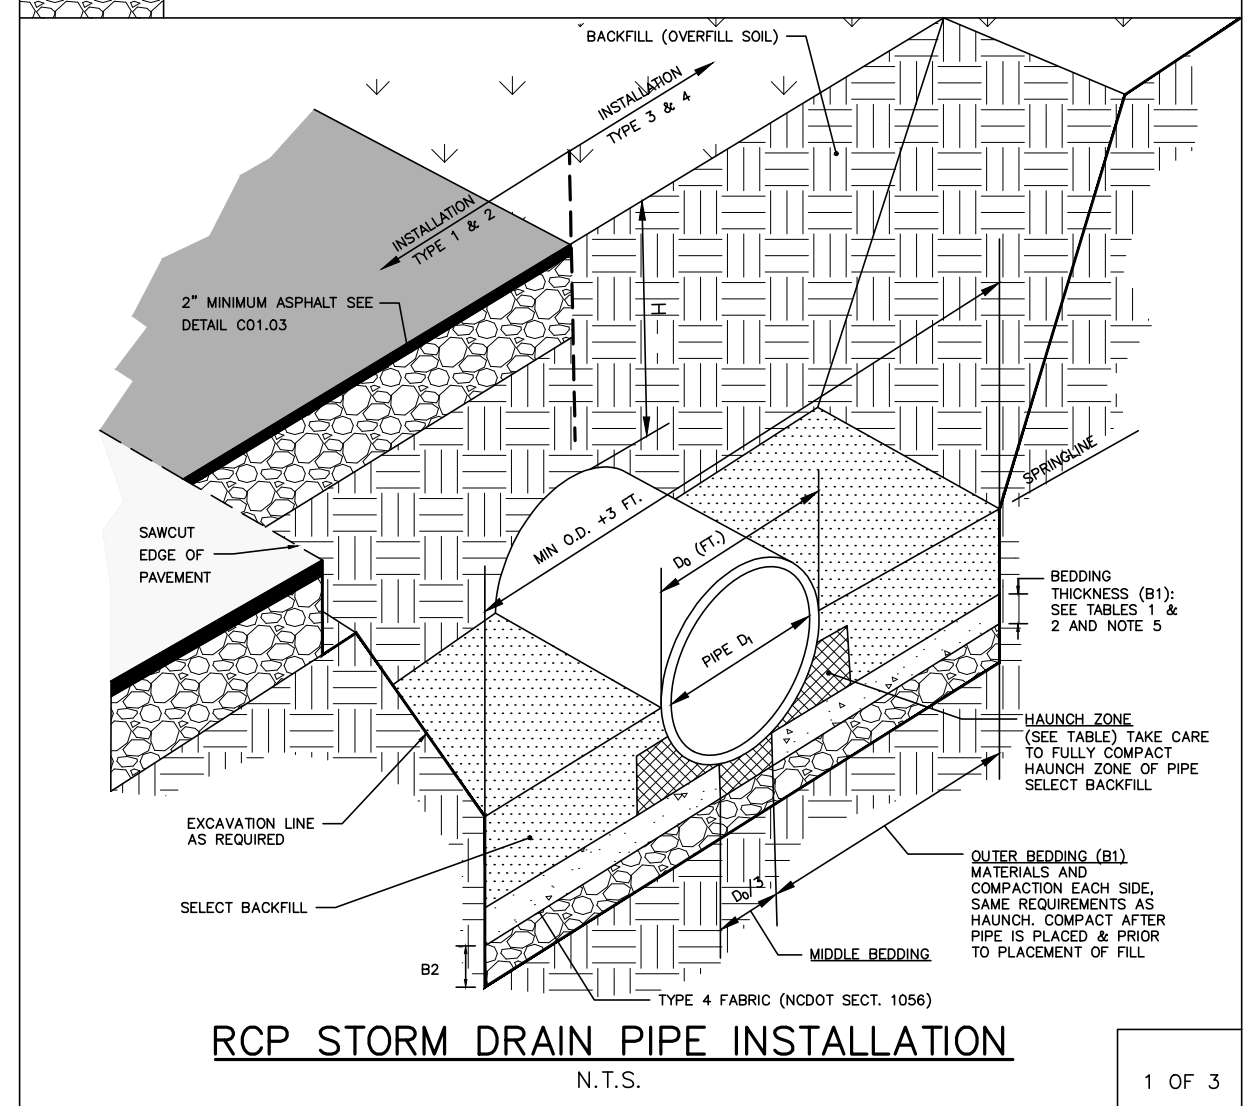 BACKFILL (OVERFILL SOIL)
INSTALLATION
TYPE 3 & 4
INSTALLATION
TYPE 1 & 2
2" MINIMUM ASPHALT SEE
DETAIL C01.03
H
SPRINGLINE
SAWCUT
EDGE OF
PAVEMENT
MIN O.D. +3 FT.
D₀ (FT.)
PIPE D₁
BEDDING
THICKNESS (B1):
SEE TABLES 1 &
2 AND NOTE 5
HAUNCH ZONE
(SEE TABLE) TAKE CARE
TO FULLY COMPACT
HAUNCH ZONE OF PIPE
SELECT BACKFILL
EXCAVATION LINE
AS REQUIRED
OUTER BEDDING (B1)
MATERIALS AND
COMPACTION EACH SIDE,
SAME REQUIREMENTS AS
HAUNCH. COMPACT AFTER
PIPE IS PLACED & PRIOR
TO PLACEMENT OF FILL
SELECT BACKFILL
D₀/3
MIDDLE BEDDING
B2
TYPE 4 FABRIC (NCDOT SECT. 1056)
RCP STORM DRAIN PIPE INSTALLATION
N.T.S.
1 OF 3